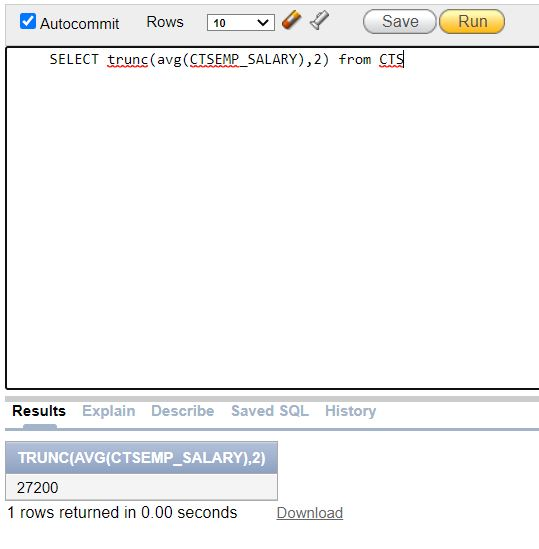 Autocommit Rows 10 Save Run
SELECT trunc(avg(CTSEMP_SALARY),2) from CTS
Results Explain Describe Saved SQL History
TRUNC(AVG(CTSEMP_SALARY),2)
27200
1 rows returned in 0.00 seconds Download